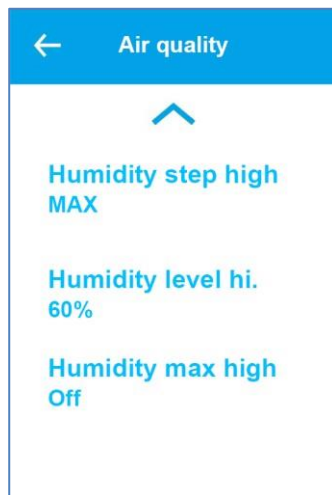 Air quality
Humidity step high
MAX
Humidity level hi.
60%
Humidity max high
Off